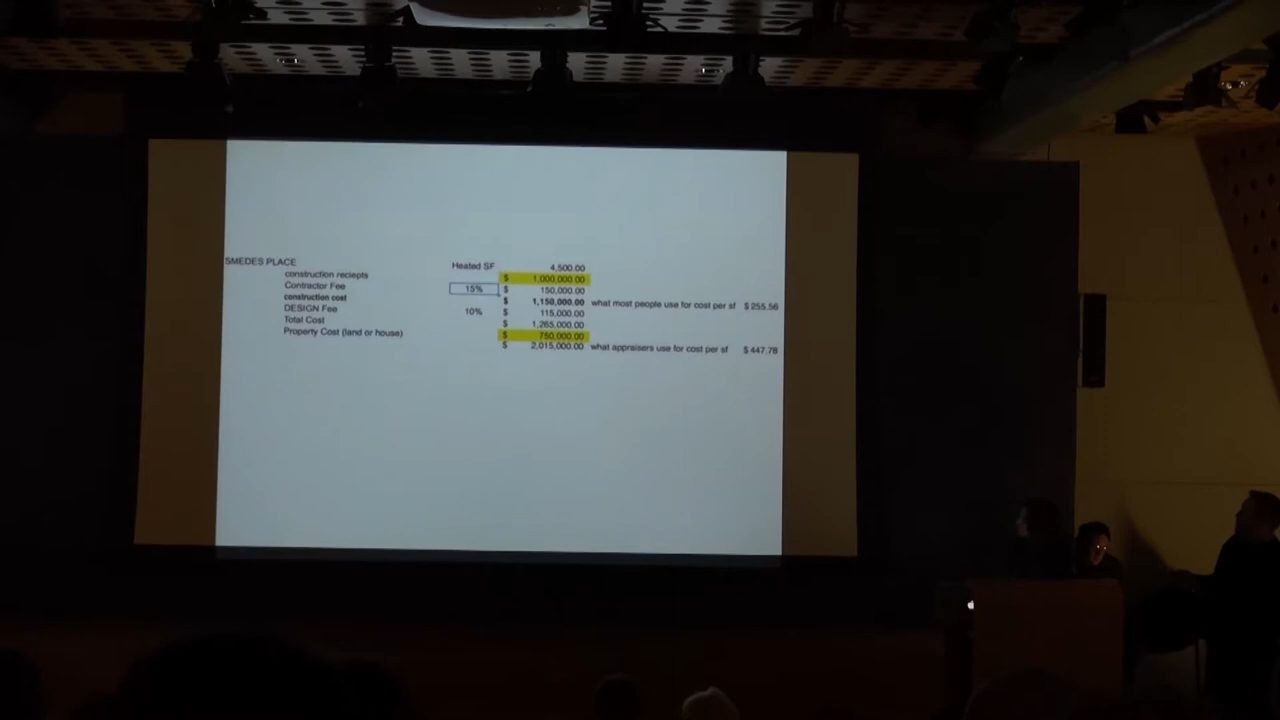 SMEDES PLACE Heated SF 4,500.00
construction reciepts $ 1,000,000.00
Contractor Fee 15% $ 150,000.00
construction cost $ 1,150,000.00 what most people use for cost per sf $ 255.56
DESIGN Fee 10% $ 115,000.00
Total Cost $ 1,265,000.00
Property Cost (land or house) $ 750,000.00
$ 2,015,000.00 what appraisers use for cost per sf $ 447.78